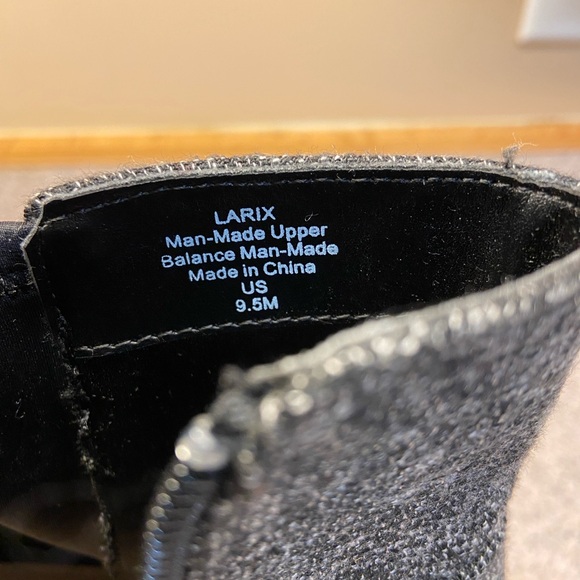 LARIX
Man-Made Upper
Balance Man-Made
Made in China
US
9.5M